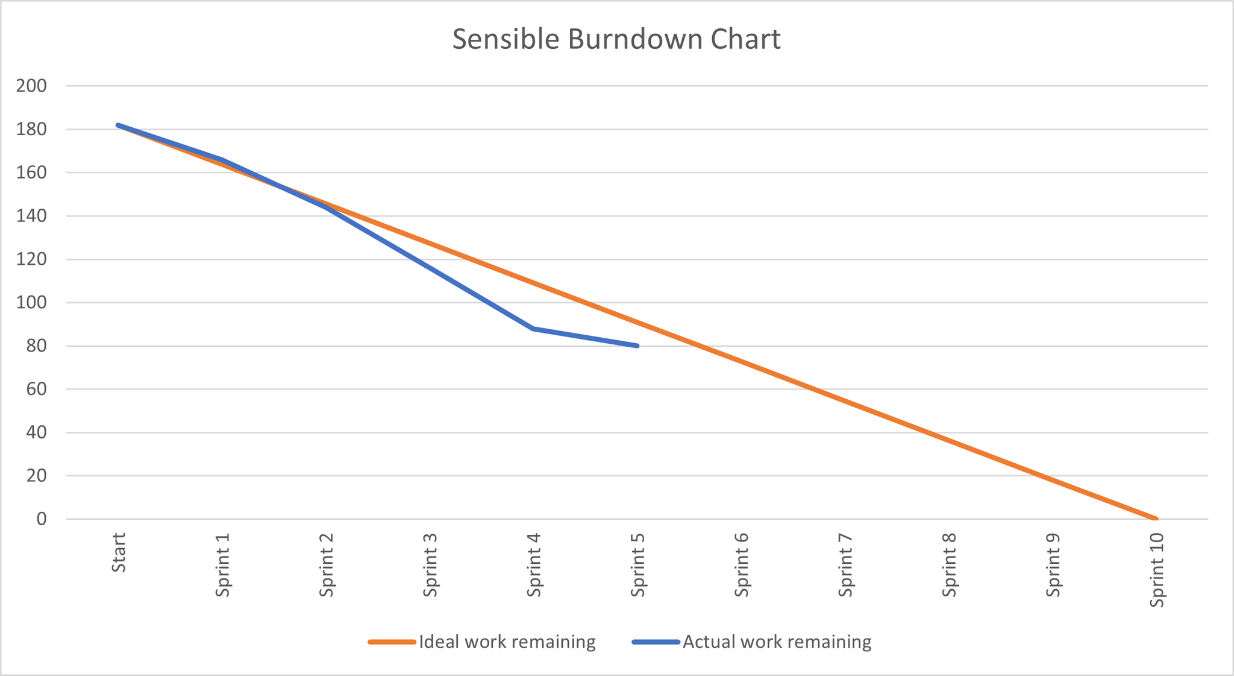 Sensible Burndown Chart
200
180
160
140
120
100
80
60
40
20
0
Start
Sprint 1
Sprint 2
Sprint 3
Sprint 4
Sprint 5
Sprint 6
Sprint 7
Sprint 8
Sprint 9
Sprint 10
Ideal work remaining
Actual work remaining